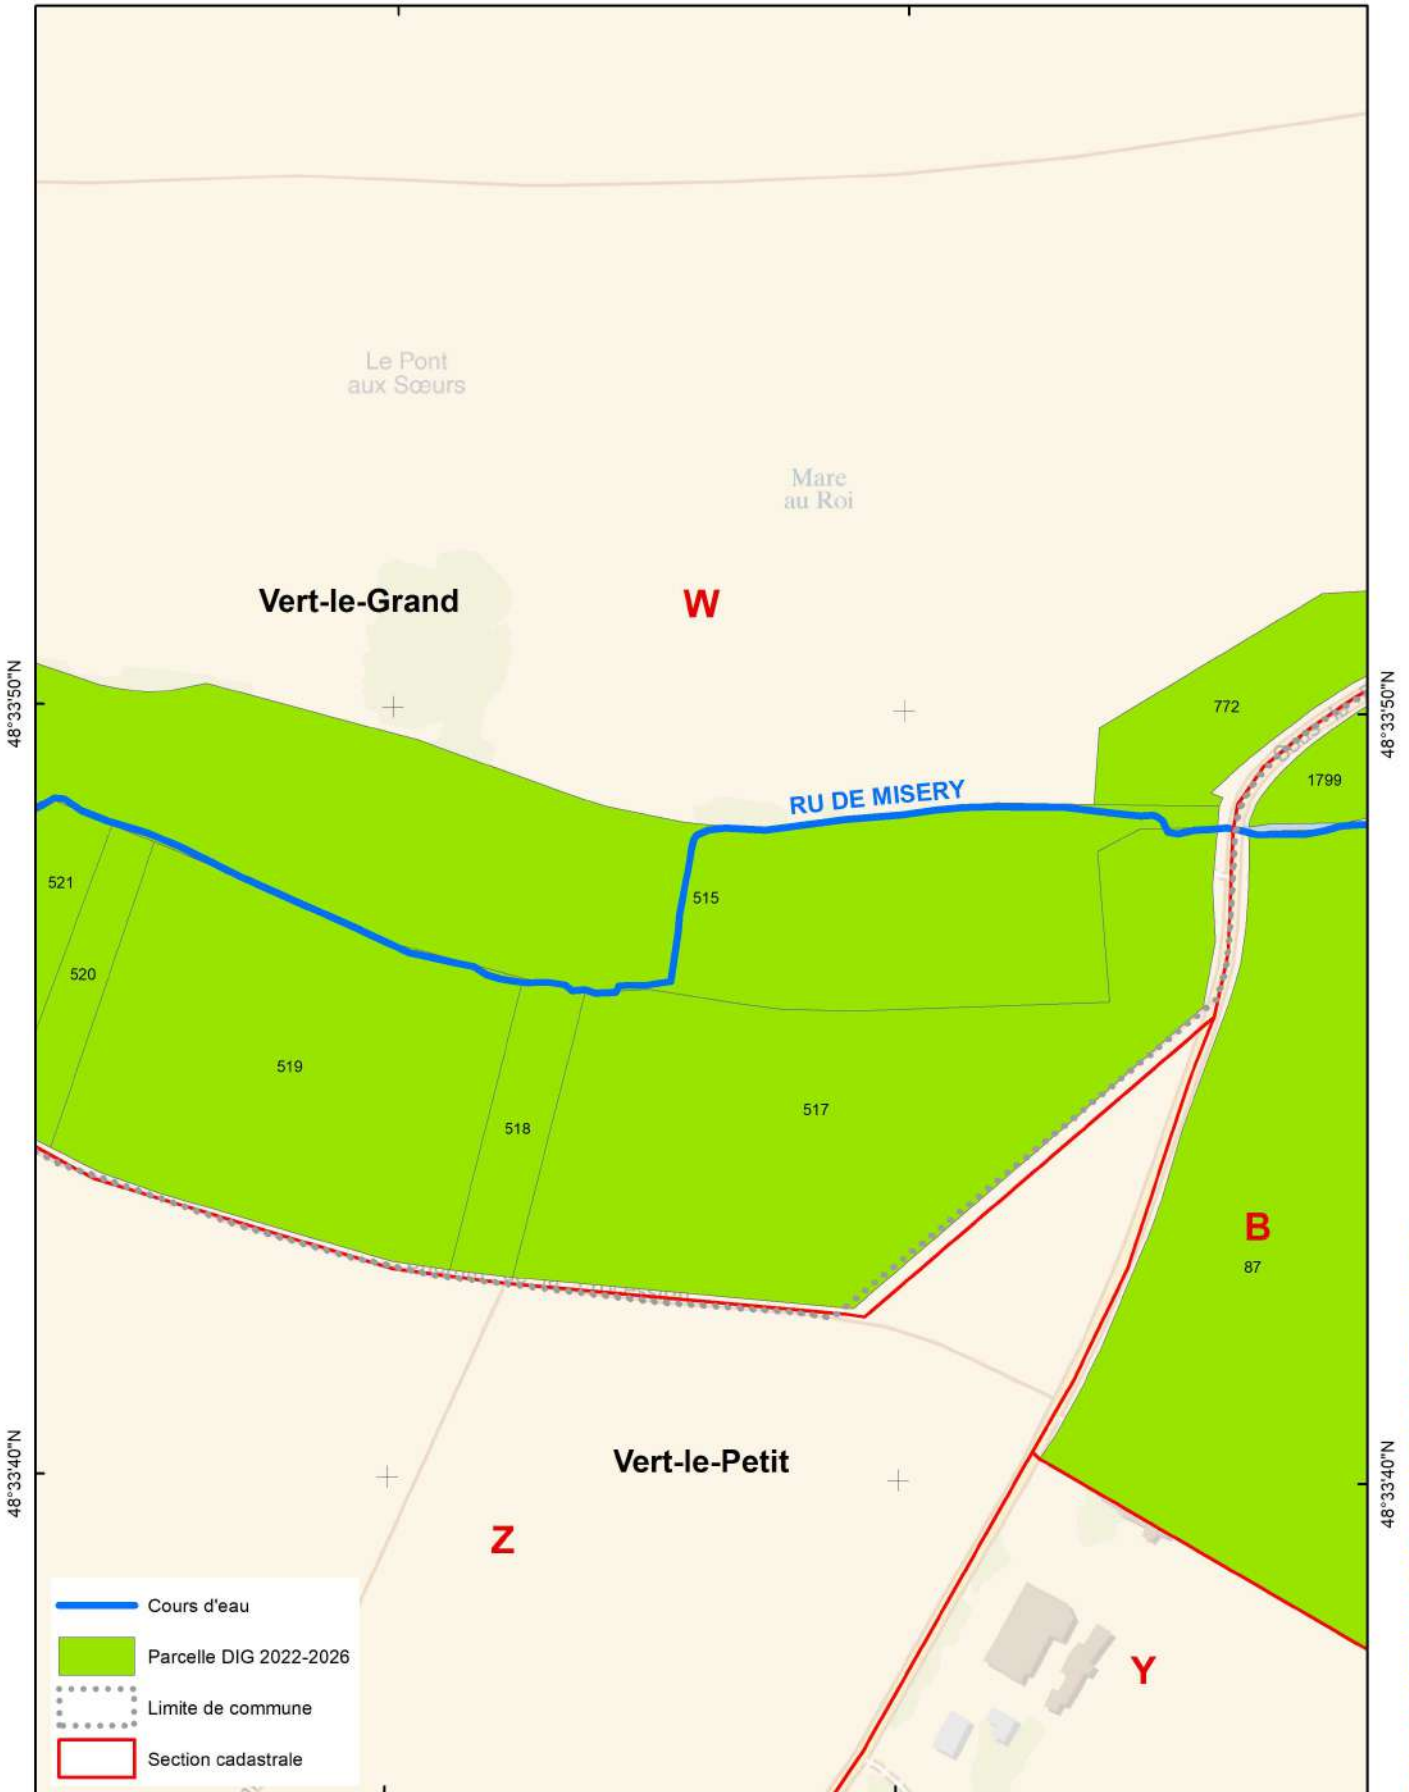 Le Pont
aux Sœurs
Mare
au Roi
Vert-le-Grand
W
48°33'50"N
48°33'50"N
772
1799
RU DE MISERY
521
515
520
519
517
518
B
87
Vert-le-Petit
48°33'40"N
48°33'40"N
Z
Y
Cours d'eau
Parcelle DIG 2022-2026
Limite de commune
Section cadastrale